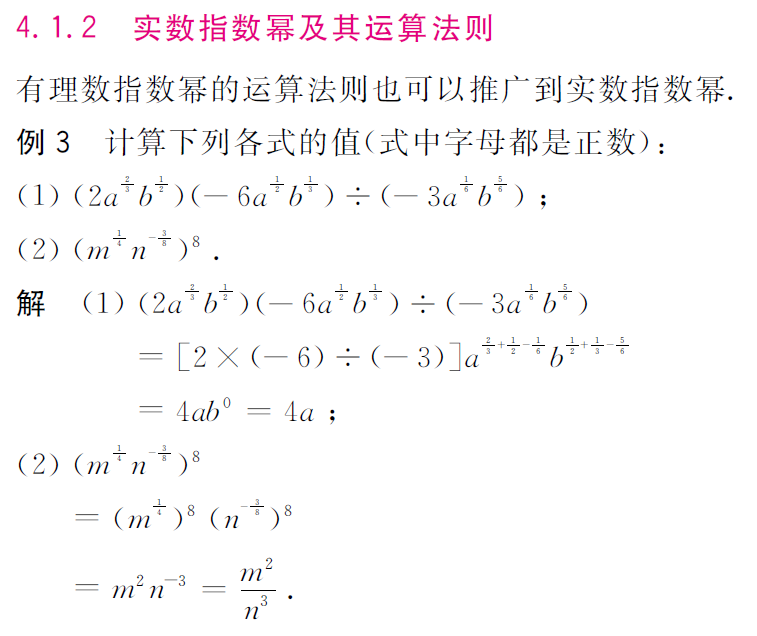 4.1.2 实数指数幂及其运算法则
有理数指数幂的运算法则也可以推广到实数指数幂.
例 3 计算下列各式的值(式中字母都是正数):
(1) (2a^{\frac{2}{3}}b^{\frac{1}{2}})(-6a^{\frac{1}{2}}b^{\frac{1}{3}})÷(-3a^{\frac{1}{6}}b^{\frac{5}{6}});
(2) (m^{\frac{1}{4}}n^{-\frac{3}{8}})^8.
解 (1) (2a^{\frac{2}{3}}b^{\frac{1}{2}})(-6a^{\frac{1}{2}}b^{\frac{1}{3}})÷(-3a^{\frac{1}{6}}b^{\frac{5}{6}})
=[2×(-6)÷(-3)]a^{\frac{2}{3}+\frac{1}{2}-\frac{1}{6}}b^{\frac{1}{2}+\frac{1}{3}-\frac{5}{6}}
=4ab^0=4a;
(2) (m^{\frac{1}{4}}n^{-\frac{3}{8}})^8
=(m^{\frac{1}{4}})^8(n^{-\frac{3}{8}})^8
=m^2n^{-3}=\frac{m^2}{n^3}.